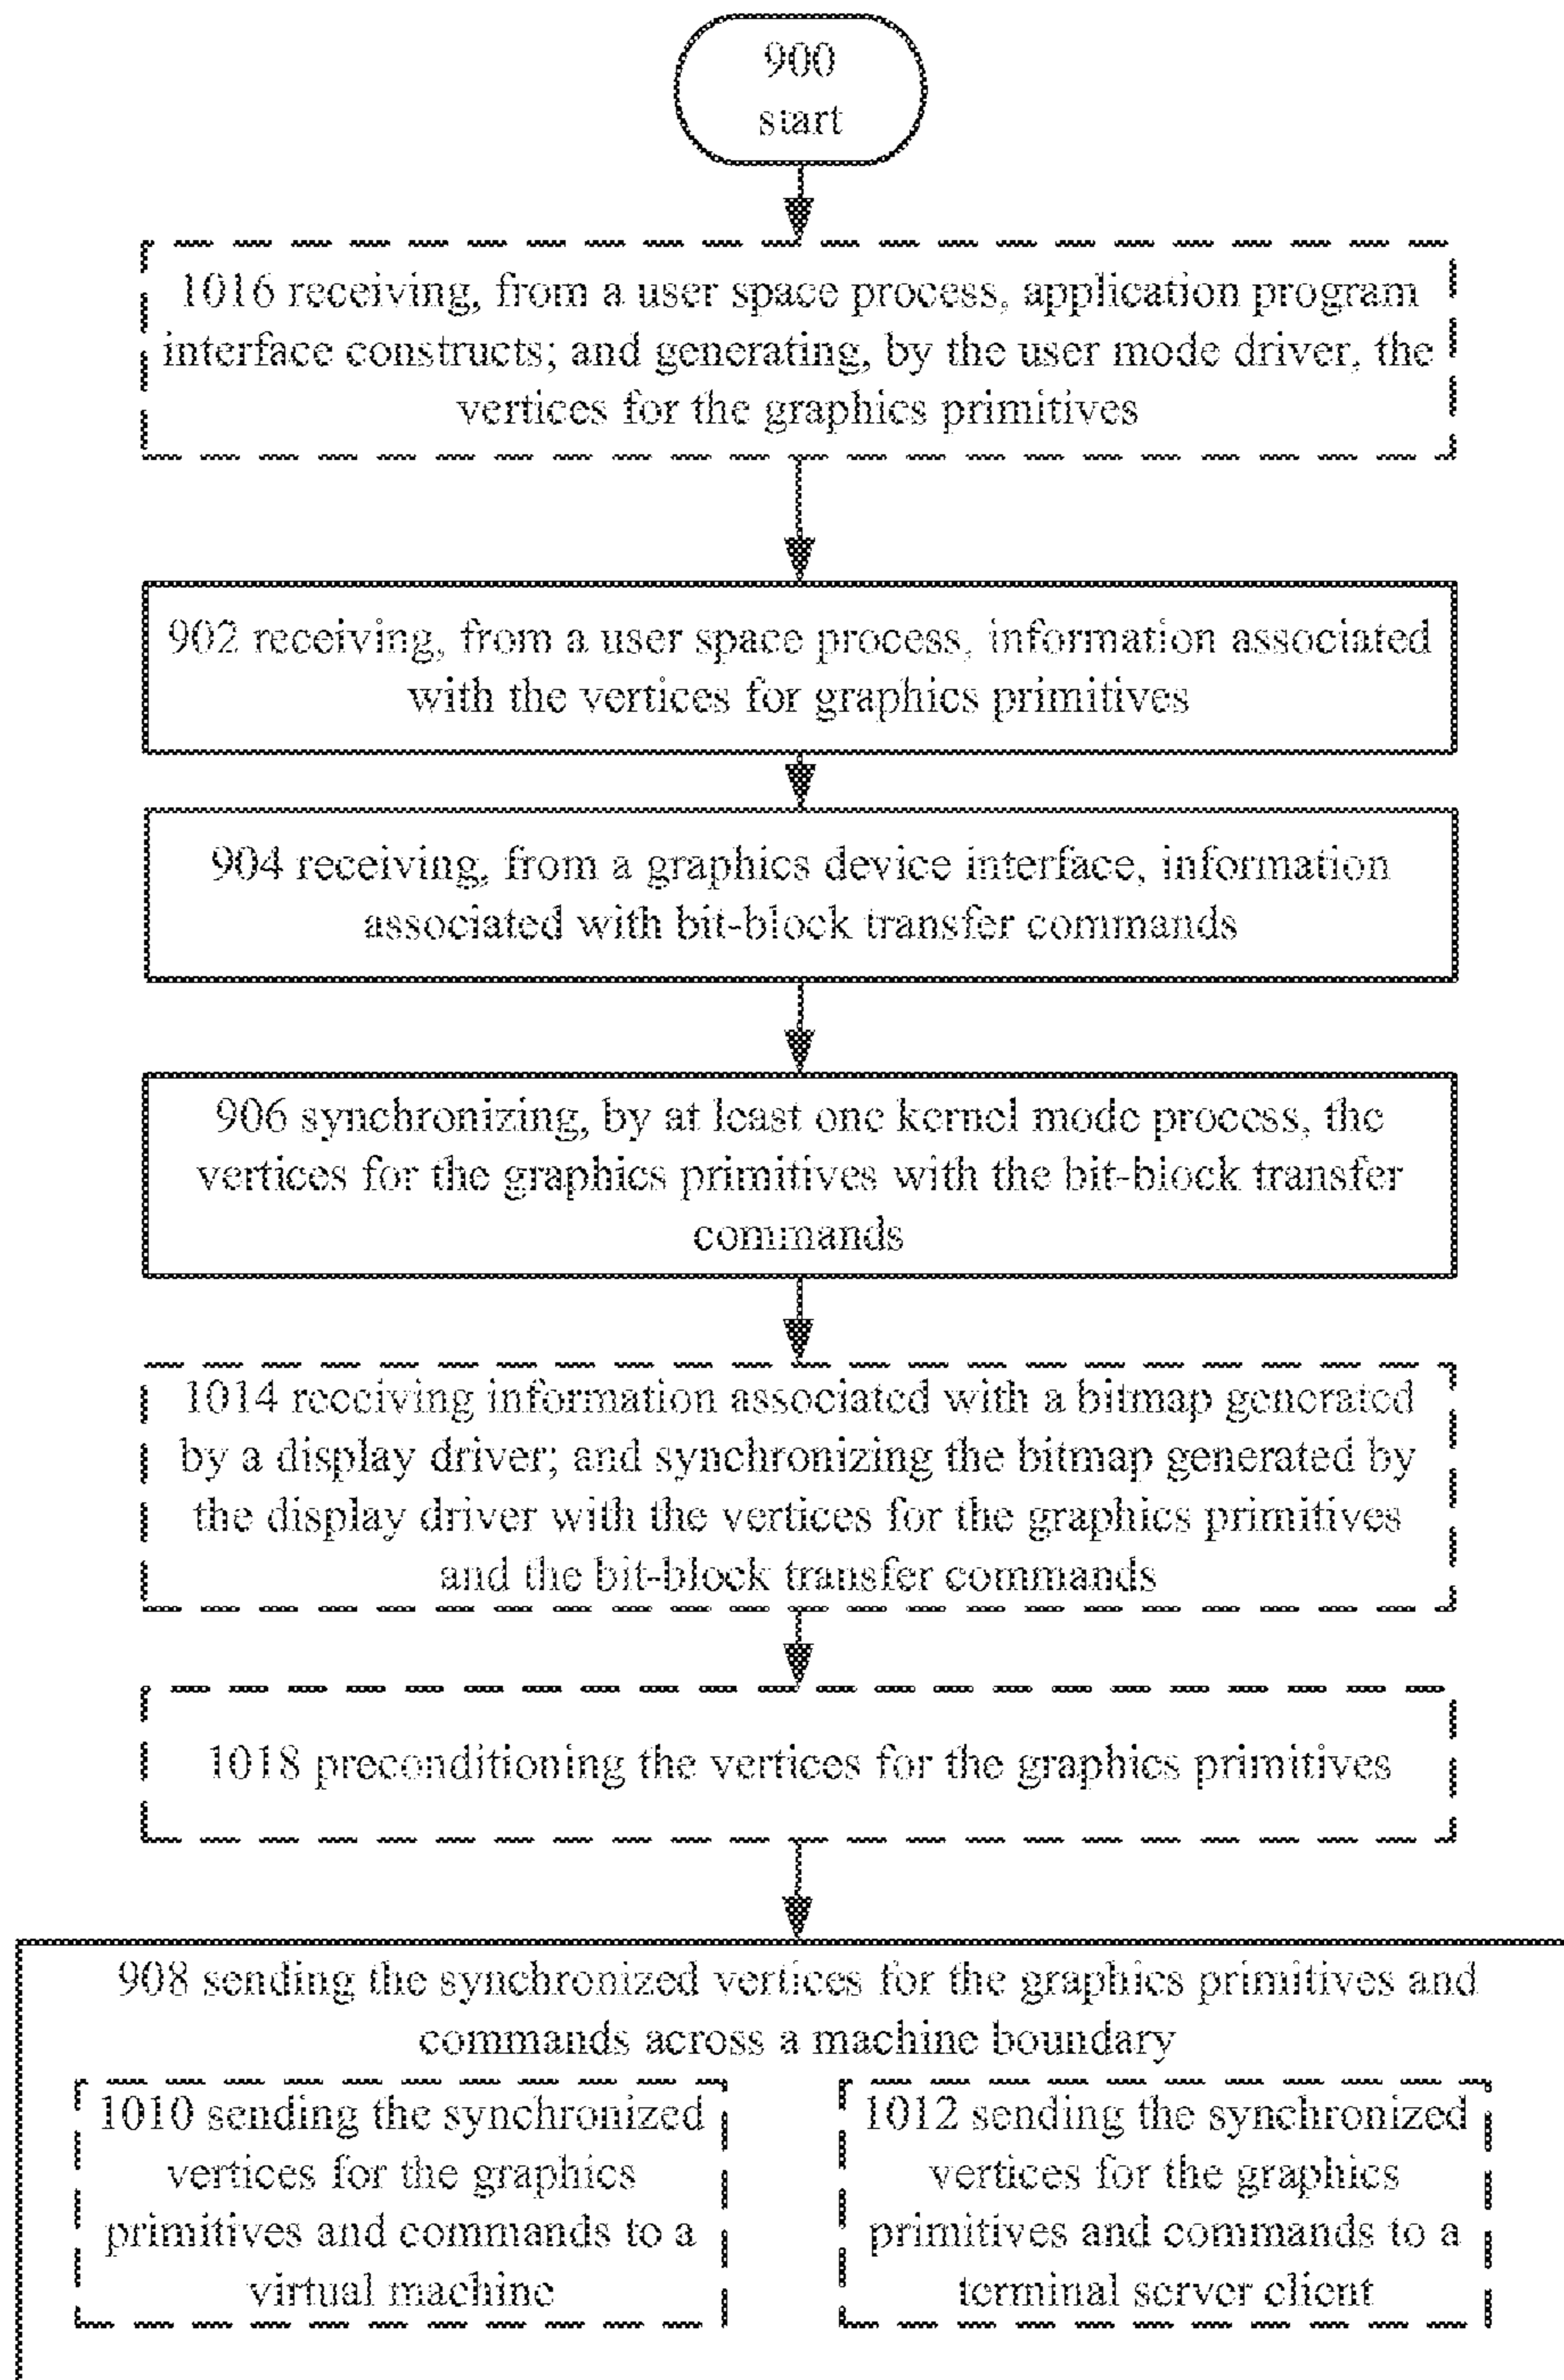 900
start
1016 receiving, from a user space process, application program
interface constructs; and generating, by the user mode driver, the
vertices for the graphics primitives
902 receiving, from a user space process, information associated
with the vertices for graphics primitives
904 receiving, from a graphics device interface, information
associated with bit-block transfer commands
906 synchronizing, by at least one kernel mode process, the
vertices for the graphics primitives with the bit-block transfer
commands
1014 receiving information associated with a bitmap generated
by a display driver; and synchronizing the bitmap generated by
the display driver with the vertices for the graphics primitives
and the bit-block transfer commands
1018 preconditioning the vertices for the graphics primitives
908 sending the synchronized vertices for the graphics primitives and
commands across a machine boundary
1010 sending the synchronized
vertices for the graphics
primitives and commands to a
virtual machine
1012 sending the synchronized
vertices for the graphics
primitives and commands to a
terminal server client